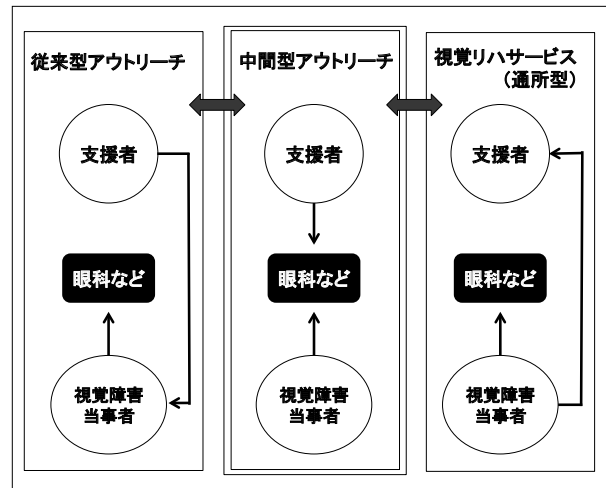 従来型アウトリーチ
支援者
眼科など
視覚障害
当事者
中間型アウトリーチ
支援者
眼科など
視覚障害
当事者
視覚リハサービス
（通所型）
支援者
眼科など
視覚障害
当事者